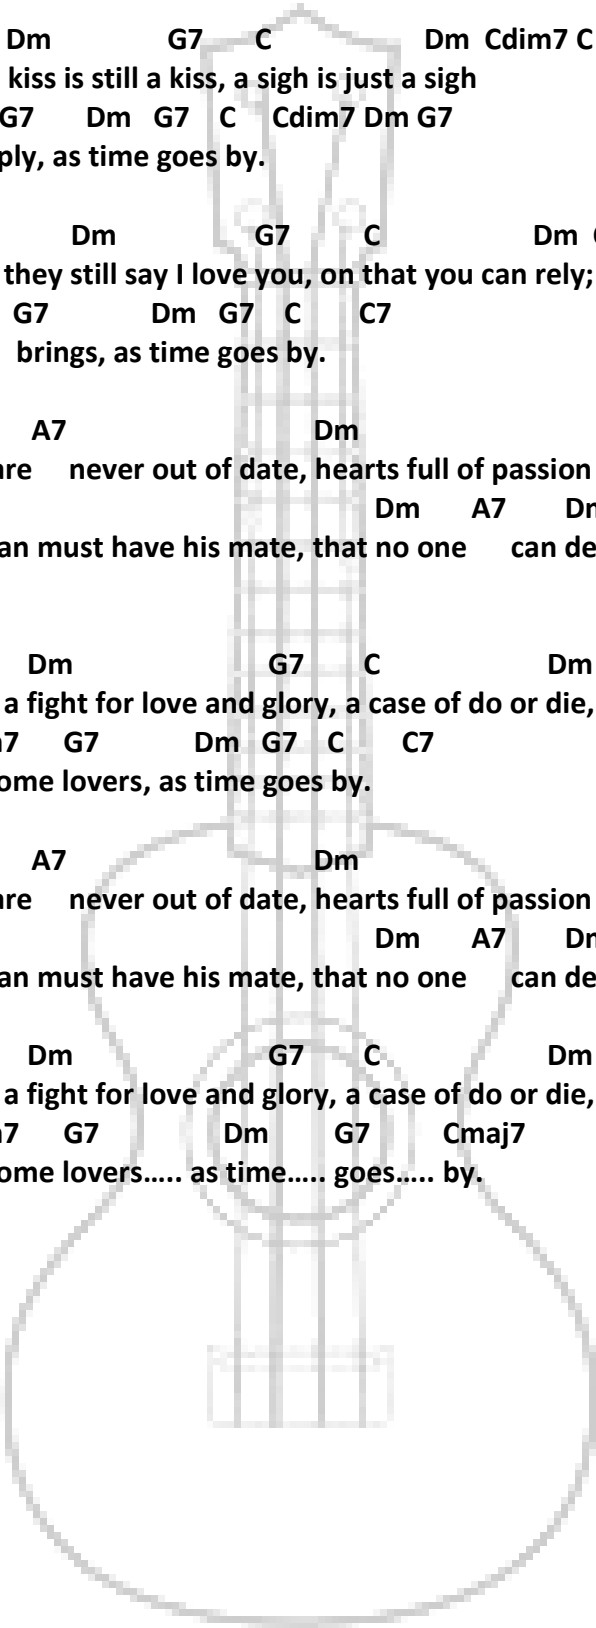 Dm G7 C Dm Cdim7 C
kiss is still a kiss, a sigh is just a sigh
G7 Dm G7 C Cdim7 Dm G7
ply, as time goes by.
Dm G7 C Dm
they still say I love you, on that you can rely;
G7 Dm G7 C C7
brings, as time goes by.
A7 Dm
are never out of date, hearts full of passion
Dm A7 Dm
an must have his mate, that no one can de
Dm G7 C Dm
a fight for love and glory, a case of do or die,
7 G7 Dm G7 C C7
ome lovers, as time goes by.
A7 Dm
are never out of date, hearts full of passion
Dm A7 Dm
an must have his mate, that no one can de
Dm G7 C Dm
a fight for love and glory, a case of do or die,
7 G7 Dm G7 Cmaj7
ome lovers..... as time..... goes..... by.